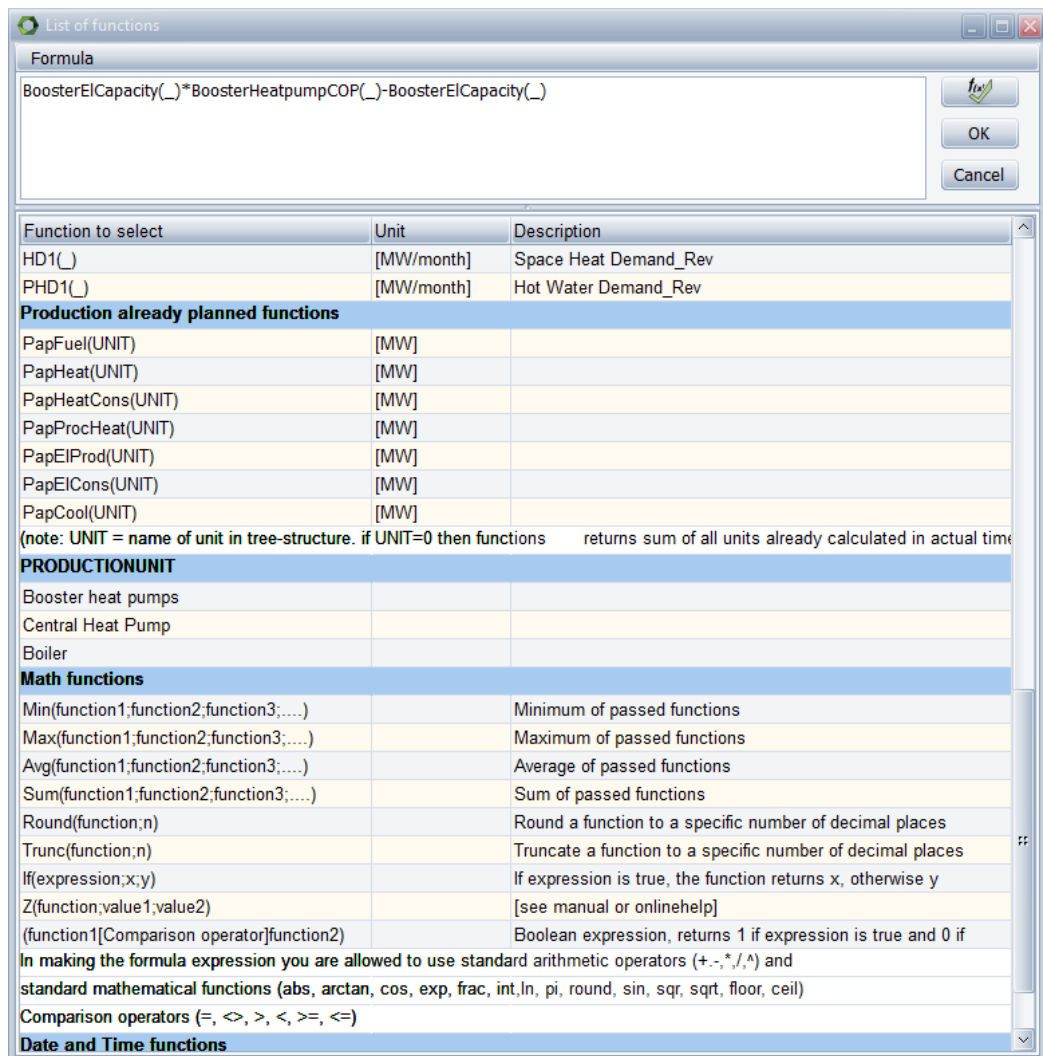 List of functions
Formula
BoosterElCapacity(_)*BoosterHeatpumpCOP(_)-BoosterElCapacity(_)
f(x)
OK
Cancel
Function to select Unit Description
HD1(_) [MW/month] Space Heat Demand_Rev
PHD1(_) [MW/month] Hot Water Demand_Rev
Production already planned functions
PapFuel(UNIT) [MW]
PapHeat(UNIT) [MW]
PapHeatCons(UNIT) [MW]
PapProcHeat(UNIT) [MW]
PapElProd(UNIT) [MW]
PapElCons(UNIT) [MW]
PapCool(UNIT) [MW]
(note: UNIT = name of unit in tree-structure. if UNIT=0 then functions returns sum of all units already calculated in actual time
PRODUCTIONUNIT
Booster heat pumps
Central Heat Pump
Boiler
Math functions
Min(function1;function2;function3;....) Minimum of passed functions
Max(function1;function2;function3;....) Maximum of passed functions
Avg(function1;function2;function3;....) Average of passed functions
Sum(function1;function2;function3;....) Sum of passed functions
Round(function;n) Round a function to a specific number of decimal places
Trunc(function;n) Truncate a function to a specific number of decimal places
If(expression;x;y) If expression is true, the function returns x, otherwise y
Z(function;value1;value2) [see manual or onlinehelp]
(function1[Comparison operator]function2) Boolean expression, returns 1 if expression is true and 0 if
In making the formula expression you are allowed to use standard arithmetic operators (+.-,*,/,^) and
standard mathematical functions (abs, arctan, cos, exp, frac, int,ln, pi, round, sin, sqr, sqrt, floor, ceil)
Comparison operators (=, <>, >, <, >=, <=)
Date and Time functions